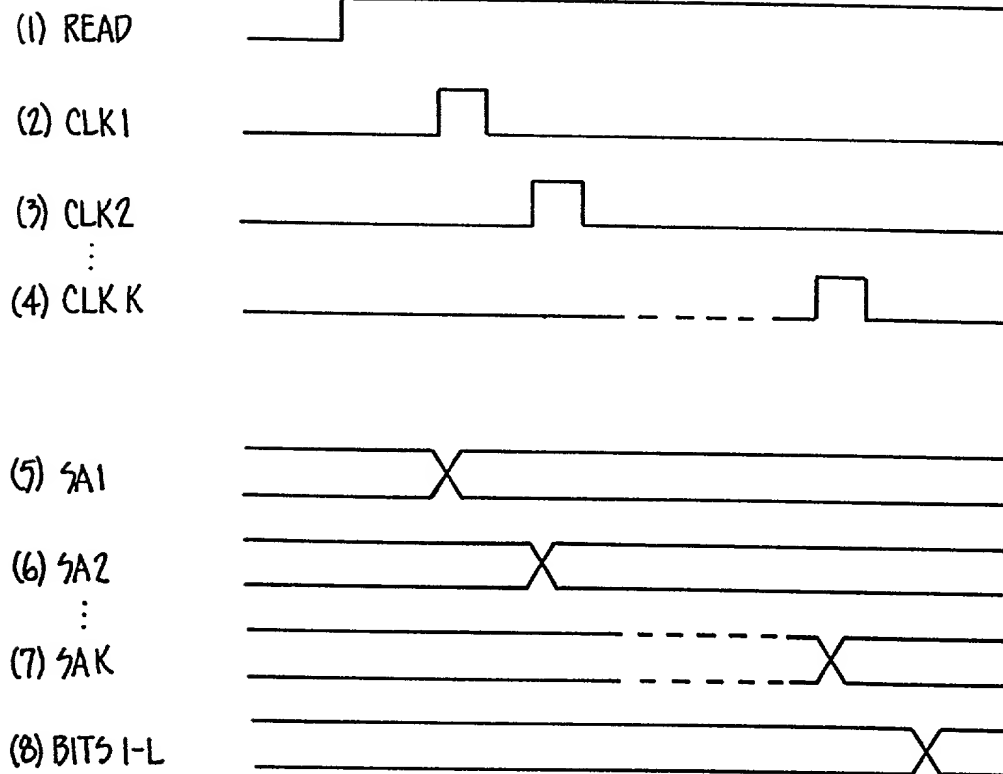 (1) READ
(2) CLK1
(3) CLK2
⋮
(4) CLK K
(5) SA1
(6) SA2
⋮
(7) SAK
(8) BITS 1-L